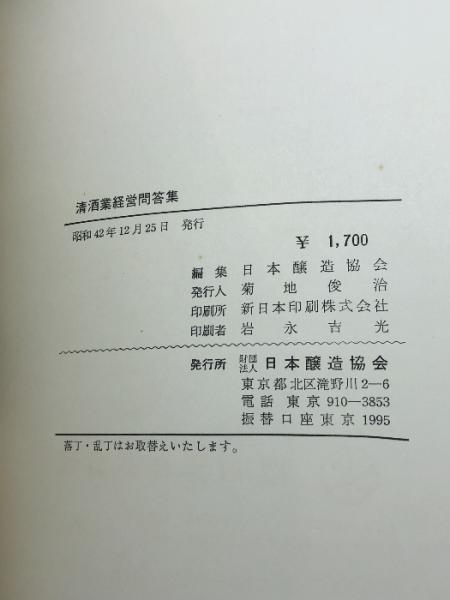 清酒業経営問答集
昭和42年12月25日 発行
¥ 1,700
編集 日本醸造協会
発行人 菊地俊治
印刷所 新日本印刷株式会社
印刷者 岩永吉光
発行所 財団法人 日本醸造協会
東京都北区滝野川2—6
電話 東京 910—3853
振替口座東京 1995
落丁・乱丁はお取替えいたします。